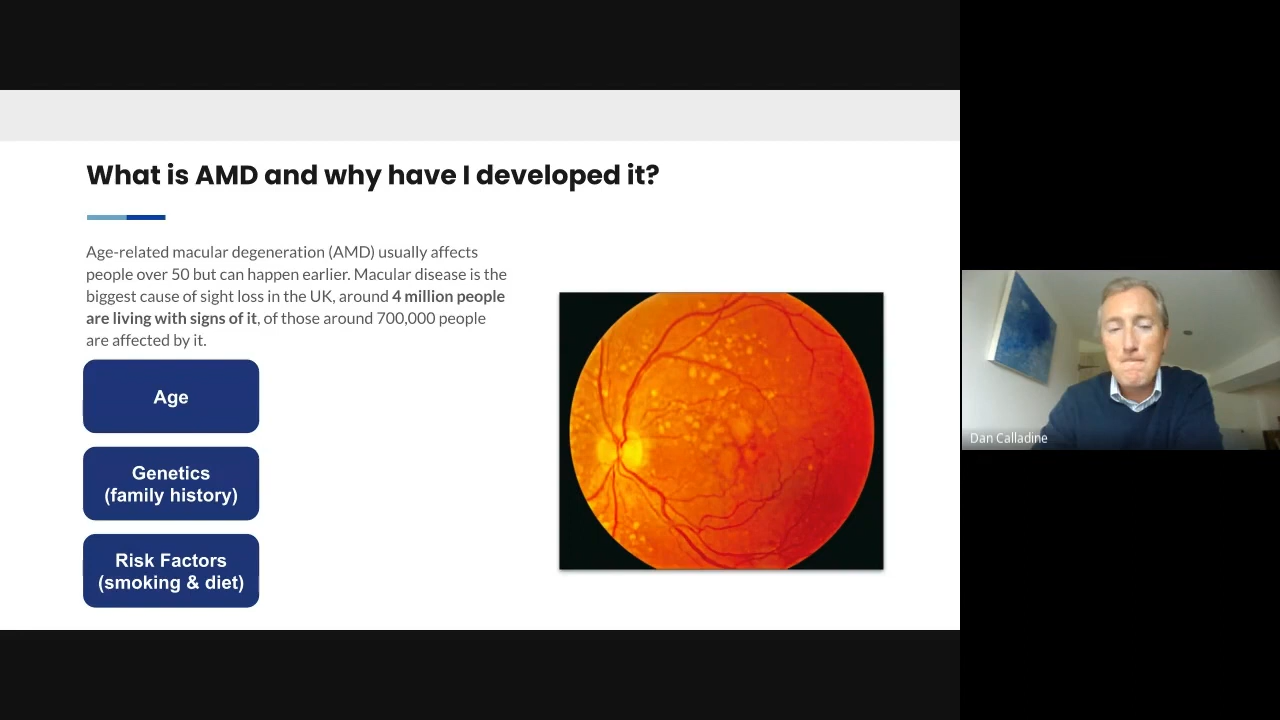 What is AMD and why have I developed it?
Age-related macular degeneration (AMD) usually affects
people over 50 but can happen earlier. Macular disease is the
biggest cause of sight loss in the UK, around 4 million people
are living with signs of it, of those around 700,000 people
are affected by it.
Age
Genetics
(family history)
Risk Factors
(smoking & diet)
Dan Calladine